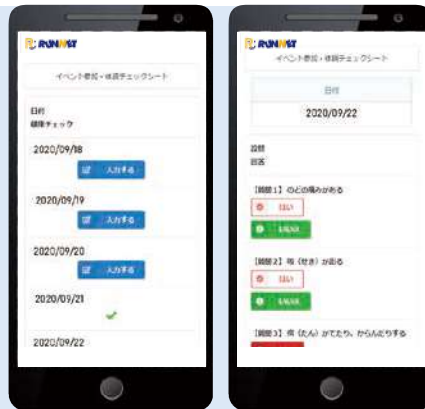 RUNNET
イベント参加・体調チェックシート
日付
健康チェック
2020/09/18
入力する
2020/09/19
入力する
2020/09/20
入力する
2020/09/21
2020/09/22
RUNNET
イベント参加・体調チェックシート
日付
2020/09/22
設問
回答
【質問1】のどの痛みがある
はい
いいえ
【質問2】咳（せき）が出る
はい
いいえ
【質問3】痰（たん）がでたり、からんだりする